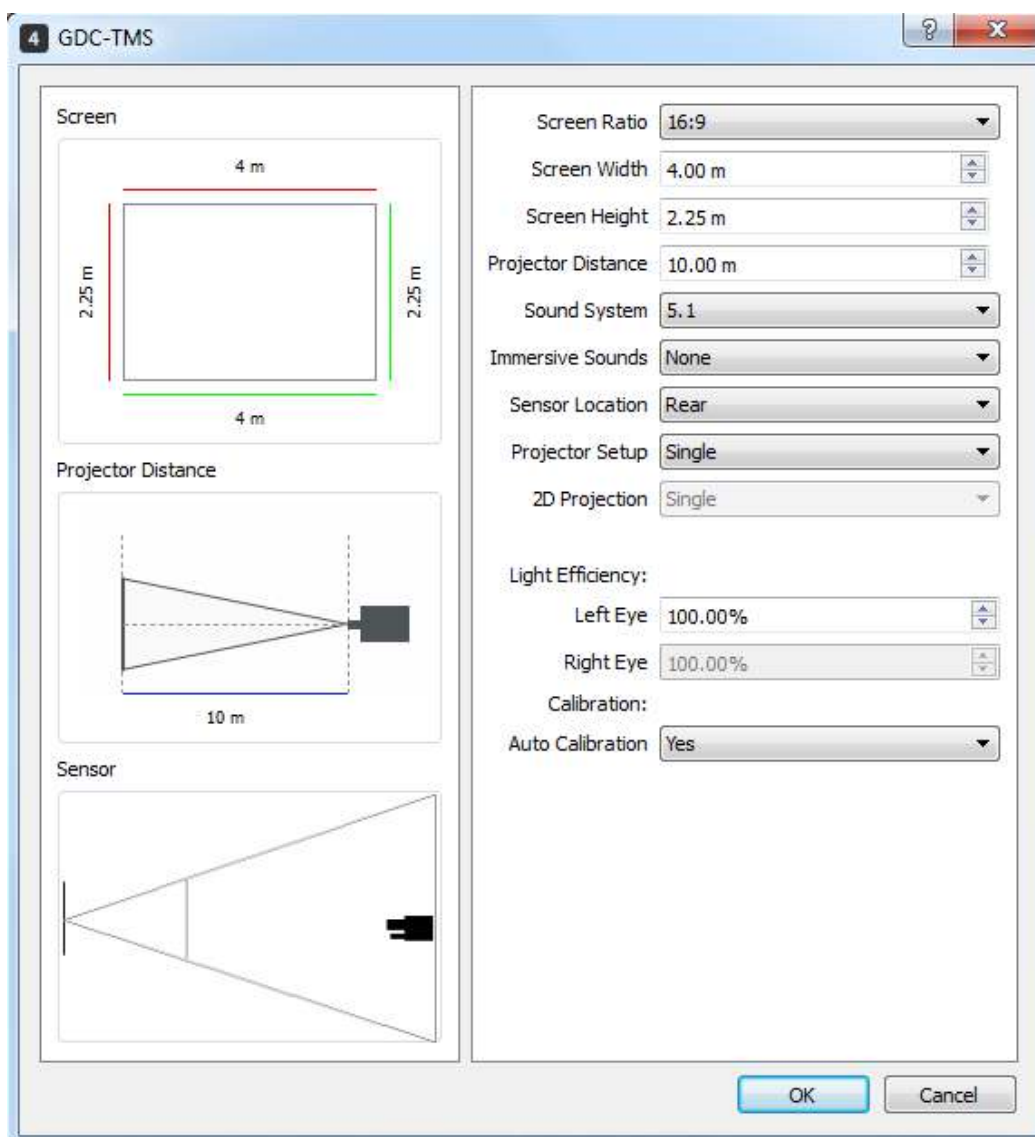 4 GDC-TMS
Screen
4 m
2.25 m
2.25 m
4 m
Projector Distance
10 m
Sensor
Screen Ratio 16:9
Screen Width 4.00 m
Screen Height 2.25 m
Projector Distance 10.00 m
Sound System 5.1
Immersive Sounds None
Sensor Location Rear
Projector Setup Single
2D Projection Single
Light Efficiency:
Left Eye 100.00%
Right Eye 100.00%
Calibration:
Auto Calibration Yes
OK Cancel